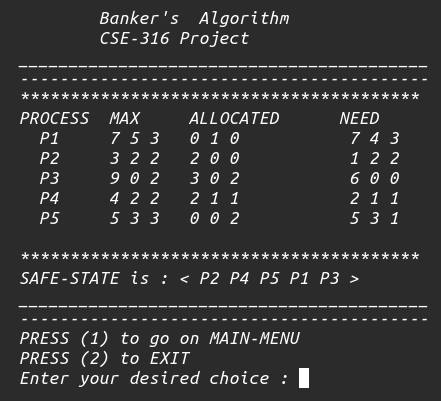 Banker's Algorithm
CSE-316 Project
__________________________________________
-----------------------------------------
****************************************
PROCESS MAX ALLOCATED NEED
P1 7 5 3 0 1 0 7 4 3
P2 3 2 2 2 0 0 1 2 2
P3 9 0 2 3 0 2 6 0 0
P4 4 2 2 2 1 1 2 1 1
P5 5 3 3 0 0 2 5 3 1
****************************************
SAFE-STATE is : < P2 P4 P5 P1 P3 >
__________________________________________
-----------------------------------------
PRESS (1) to go on MAIN-MENU
PRESS (2) to EXIT
Enter your desired choice :